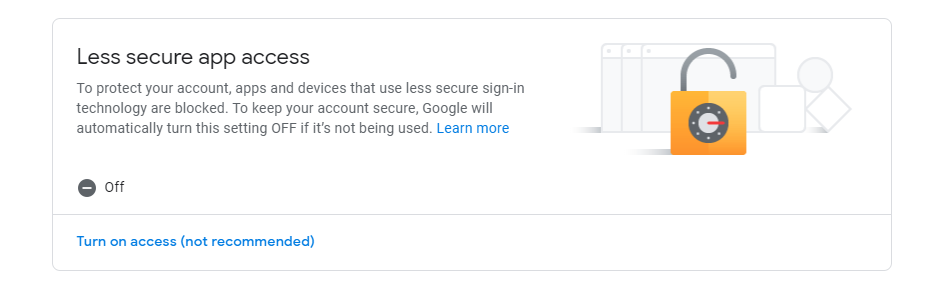 Less secure app access
To protect your account, apps and devices that use less secure sign-in
technology are blocked. To keep your account secure, Google will
automatically turn this setting OFF if it's not being used. Learn more
Off
Turn on access (not recommended)